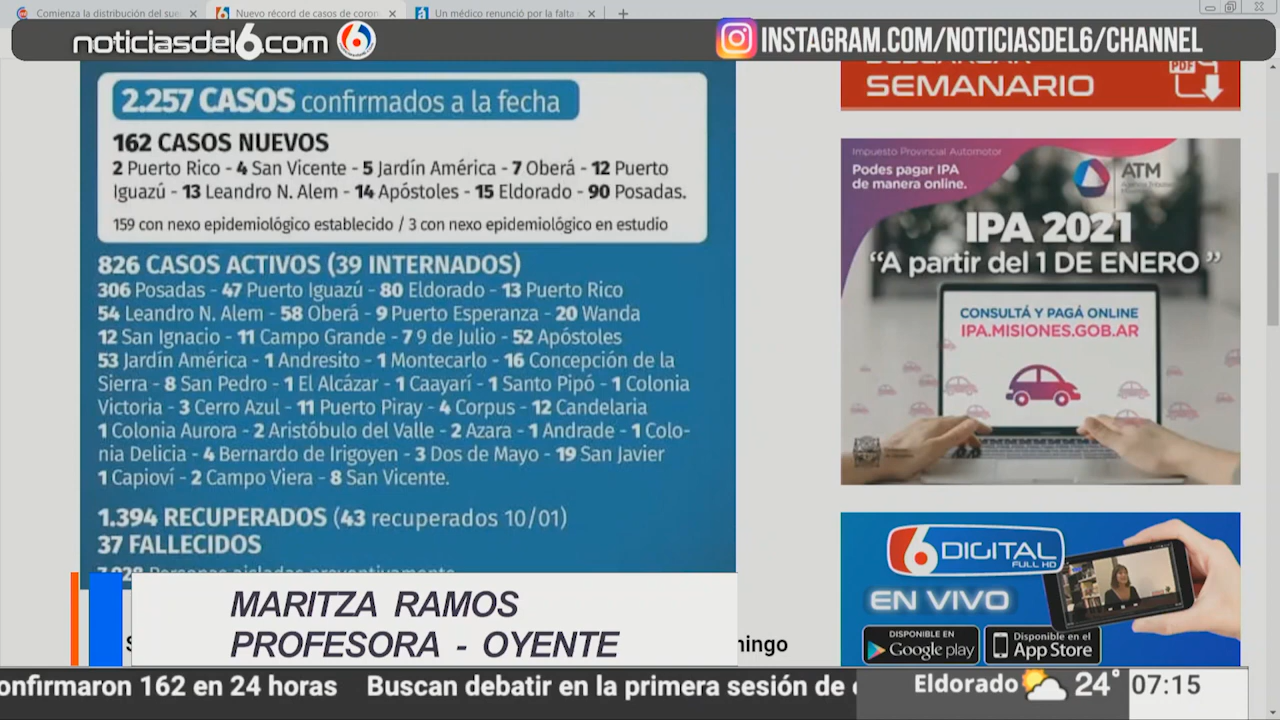 Comienza la distribución del sue
Nuevo récord de casos de coron
Un médico renunció por la falta
noticiasdel6.com
INSTAGRAM.COM/NOTICIASDEL6/CHANNEL
2.257 CASOS confirmados a la fecha
162 CASOS NUEVOS
2 Puerto Rico - 4 San Vicente - 5 Jardín América - 7 Oberá - 12 Puerto
Iguazú - 13 Leandro N. Alem - 14 Apóstoles - 15 Eldorado - 90 Posadas.
159 con nexo epidemiológico establecido / 3 con nexo epidemiológico en estudio
826 CASOS ACTIVOS (39 INTERNADOS)
306 Posadas - 47 Puerto Iguazú - 80 Eldorado - 13 Puerto Rico
54 Leandro N. Alem - 58 Oberá - 9 Puerto Esperanza - 20 Wanda
12 San Ignacio - 11 Campo Grande - 7 9 de Julio - 52 Apóstoles
53 Jardín América - 1 Andresito - 1 Montecarlo - 16 Concepción de la
Sierra - 8 San Pedro - 1 El Alcázar - 1 Caayarí - 1 Santo Pipó - 1 Colonia
Victoria - 3 Cerro Azul - 11 Puerto Piray - 4 Corpus - 12 Candelaria
1 Colonia Aurora - 2 Aristóbulo del Valle - 2 Azara - 1 Andrade - 1 Colo-
nia Delicia - 4 Bernardo de Irigoyen - 3 Dos de Mayo - 19 San Javier
1 Capioví - 2 Campo Viera - 8 San Vicente.
1.394 RECUPERADOS (43 recuperados 10/01)
37 FALLECIDOS
Personas aisladas preventivamente
DESCARGAR
SEMANARIO
PDF
Impuesto Provincial Automotor
Podes pagar IPA
de manera online.
ATM
IPA 2021
“A partir del 1 DE ENERO”
CONSULTÁ Y PAGÁ ONLINE
IPA.MISIONES.GOB.AR
6 DIGITAL
FULL HD
EN VIVO
DISPONIBLE EN
Google play
Disponible en el
App Store
MARITZA RAMOS
PROFESORA - OYENTE
mingo
onfirmaron 162 en 24 horas Buscan debatir en la primera sesión de
Eldorado 24° 07:15